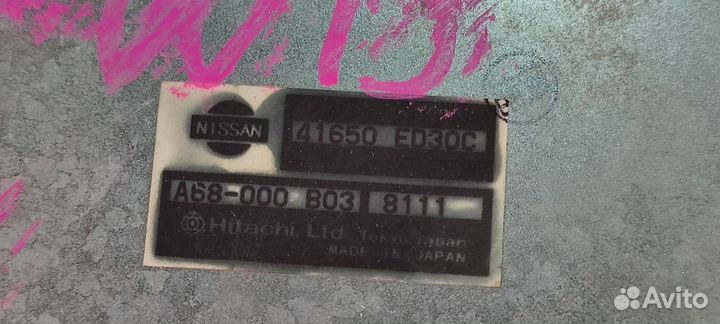 NISSAN
41650 ED30C
A68-000 B03 8111
Hitachi, Ltd Tokyo Japan
MADE IN JAPAN
Avito